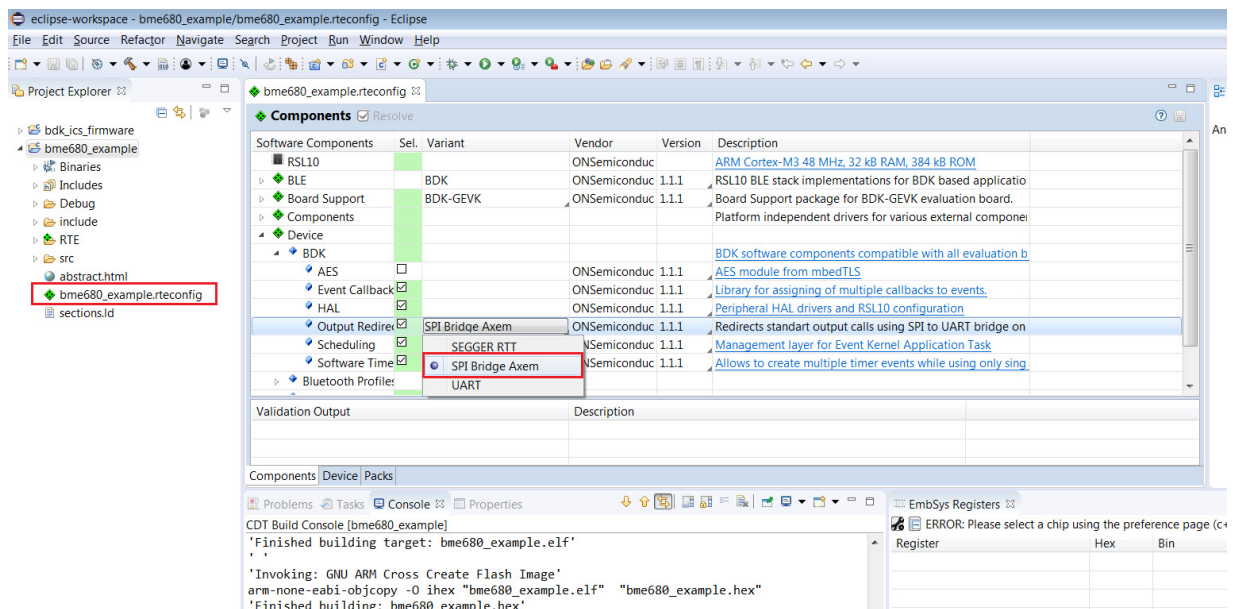 eclipse-workspace - bme680_example/bme680_example.rteconfig - Eclipse
File Edit Source Refactor Navigate Search Project Run Window Help
Project Explorer
bdk_ics_firmware
bme680_example
Binaries
Includes
Debug
include
RTE
src
abstract.html
bme680_example.rteconfig
sections.ld
bme680_example.rteconfig
Components Resolve
Software Components Sel. Variant Vendor Version Description
RSL10 ONSemiconduc ARM Cortex-M3 48 MHz, 32 kB RAM, 384 kB ROM
BLE BDK ONSemiconduc 1.1.1 RSL10 BLE stack implementations for BDK based applicatio
Board Support BDK-GEVK ONSemiconduc 1.1.1 Board Support package for BDK-GEVK evaluation board.
Components Platform independent drivers for various external componen
Device
BDK BDK software components compatible with all evaluation b
AES ONSemiconduc 1.1.1 AES module from mbedTLS
Event Callback ONSemiconduc 1.1.1 Library for assigning of multiple callbacks to events.
HAL ONSemiconduc 1.1.1 Peripheral HAL drivers and RSL10 configuration
Output Redirec SPI Bridge Axem ONSemiconduc 1.1.1 Redirects standart output calls using SPI to UART bridge on
Scheduling NSemiconduc 1.1.1 Management layer for Event Kernel Application Task
Software Time NSemiconduc 1.1.1 Allows to create multiple timer events while using only sing
Bluetooth Profiles
SEGGER RTT
SPI Bridge Axem
UART
Validation Output Description
Components Device Packs
Problems Tasks Console Properties
CDT Build Console [bme680_example]
'Finished building target: bme680_example.elf'
' '
'Invoking: GNU ARM Cross Create Flash Image'
arm-none-eabi-objcopy -O ihex "bme680_example.elf" "bme680_example.hex"
'Finished building: bme680_example.hex'
EmbSys Registers
ERROR: Please select a chip using the preference page (c+
Register Hex Bin
An